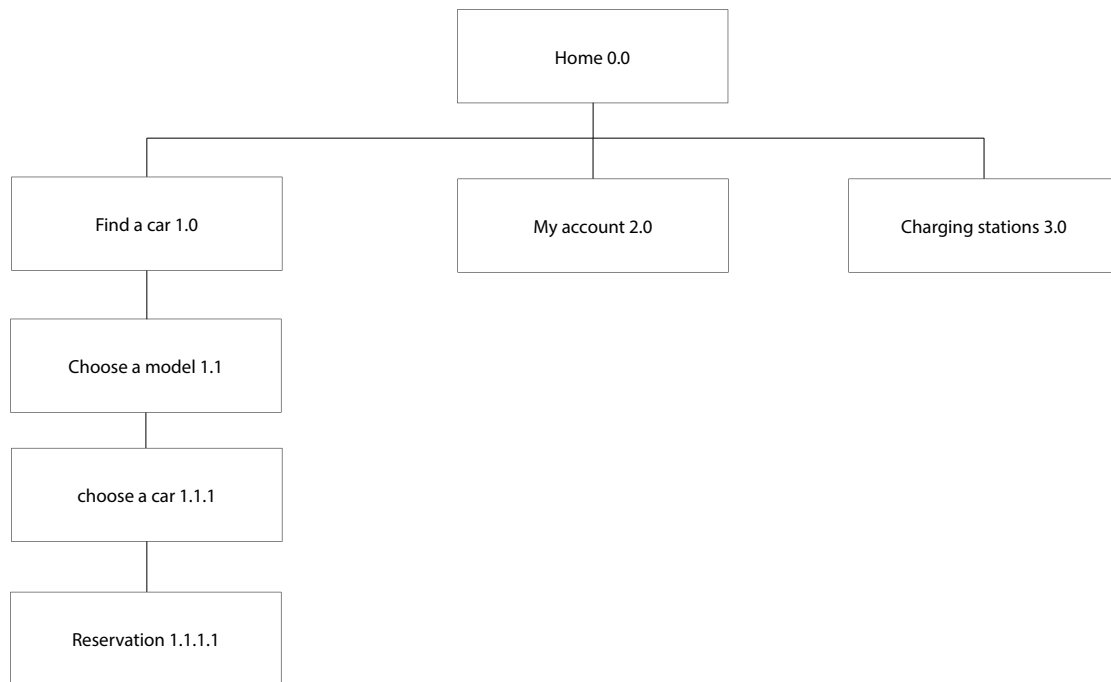 Home 0.0
Find a car 1.0
My account 2.0
Charging stations 3.0
Choose a model 1.1
choose a car 1.1.1
Reservation 1.1.1.1